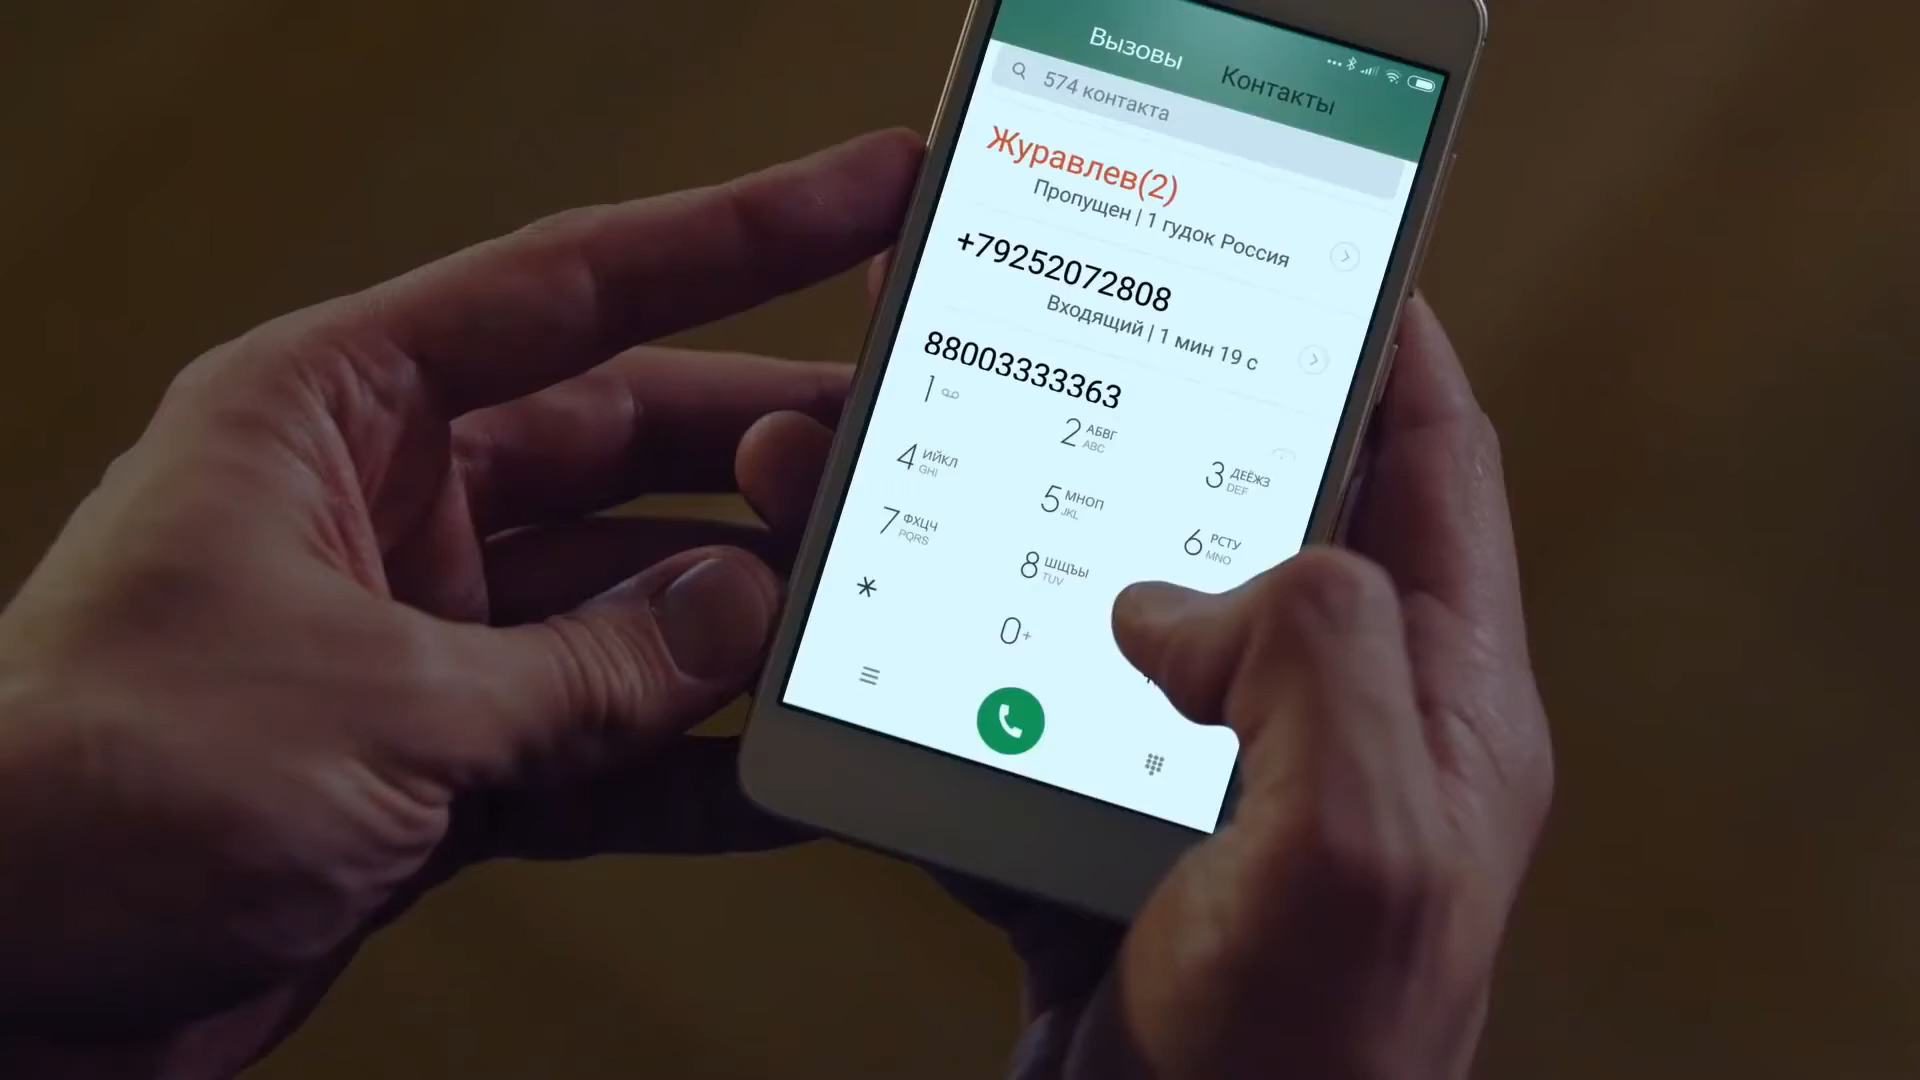 Вызовы Контакты
574 контакта
Журавлев(2)
Пропущен | 1 гудок Россия
+79252072808
Входящий | 1 мин 19 с
88003333363
1
2 АБВГ ABC
3 ДЕЁЖЗ DEF
4 ИЙКЛ GHI
5 МНОП JKL
6 РСТУ MNO
7 ФХЦЧ PQRS
8 ШЩЪЫ TUV
*
0+